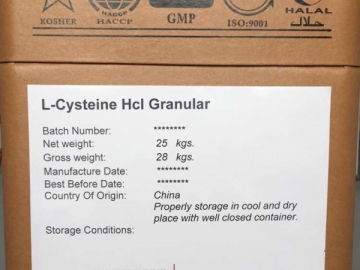 KOSHER
HACCP
HACCP
GMP
ISO:9001
HALAL
حلال
L-Cysteine Hcl Granular
Batch Number: ********
Net weight: 25 kgs.
Gross weight: 28 kgs.
Manufacture Date: ********
Best Before Date: ********
Country Of Origin: China
Properly storage in cool and dry
place with well closed container.
Storage Conditions: